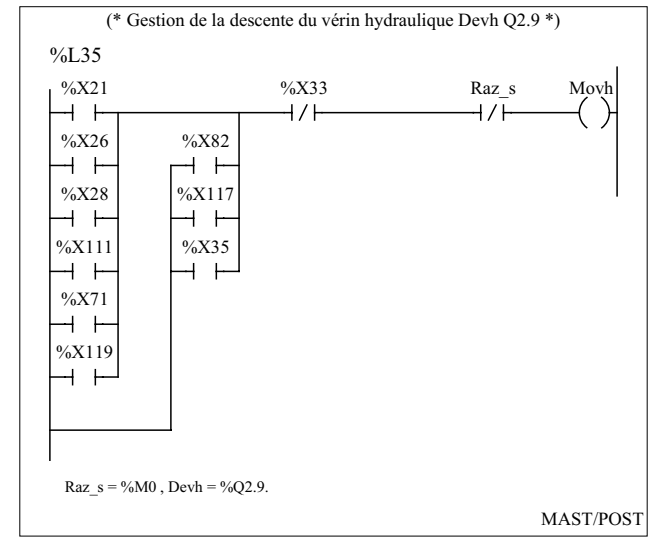 (* Gestion de la descente du vérin hydraulique Devh Q2.9 *)
%L35
%X21 %X33 Raz_s Movh
%X26 %X82
%X28 %X117
%X111 %X35
%X71
%X119
Raz_s = %M0 , Devh = %Q2.9.
MAST/POST